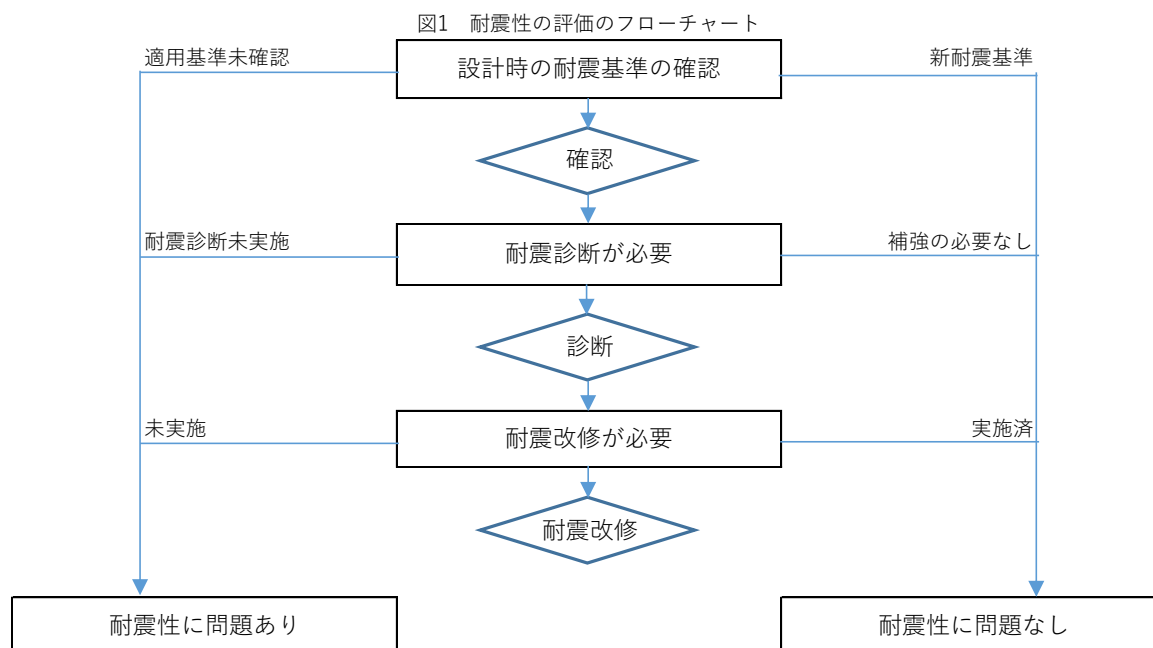 図1　耐震性の評価のフローチャート
適用基準未確認
設計時の耐震基準の確認
新耐震基準
確認
耐震診断未実施
耐震診断が必要
補強の必要なし
診断
未実施
耐震改修が必要
実施済
耐震改修
耐震性に問題あり
耐震性に問題なし